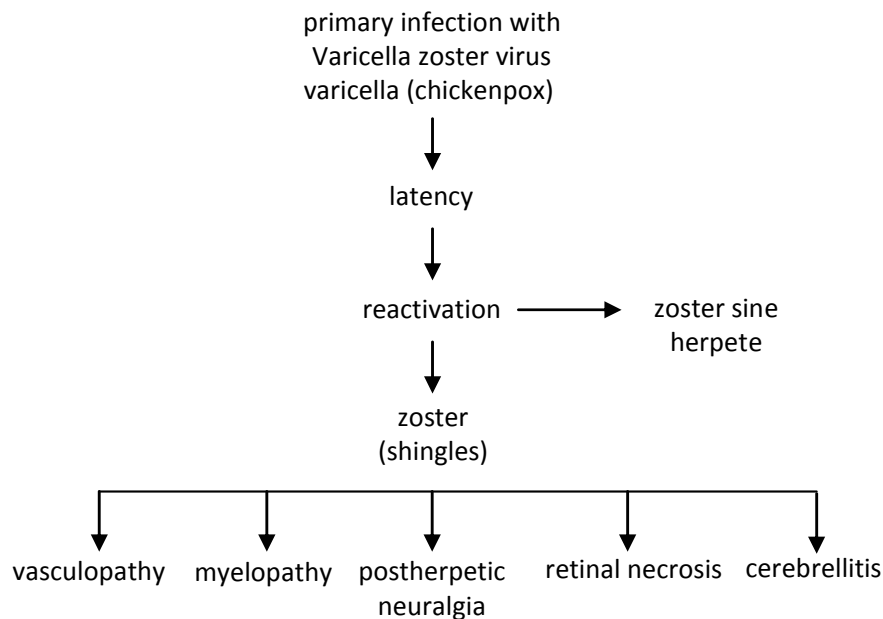 primary infection with
Varicella zoster virus
varicella (chickenpox)
latency
reactivation
zoster sine
herpete
zoster
(shingles)
vasculopathy
myelopathy
postherpetic
neuralgia
retinal necrosis
cerebrellitis